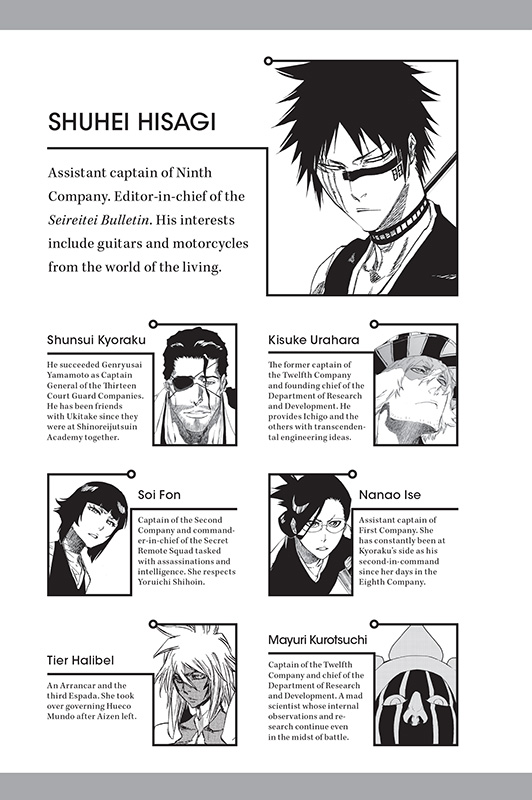 SHUHEI HISAGI
Assistant captain of Ninth
Company. Editor-in-chief of the
Seireitei Bulletin. His interests
include guitars and motorcycles
from the world of the living.
Shunsui Kyoraku
He succeeded Genryusai
Yamamoto as Captain
General of the Thirteen
Court Guard Companies.
He has been friends
with Ukitake since they
were at Shinoreijutsuin
Academy together.
Kisuke Urahara
The former captain of
the Twelfth Company
and founding chief of the
Department of Research
and Development. He
provides Ichigo and the
others with transcenden-
tal engineering ideas.
Soi Fon
Captain of the Second
Company and command-
er-in-chief of the Secret
Remote Squad tasked
with assassinations and
intelligence. She respects
Yoruichi Shihoin.
Nanao Ise
Assistant captain of
First Company. She
has constantly been at
Kyoraku's side as his
second-in-command
since her days in the
Eighth Company.
Tier Halibel
An Arrancar and the
third Espada. She took
over governing Hueco
Mundo after Aizen left.
Mayuri Kurotsuchi
Captain of the Twelfth
Company and chief of the
Department of Research
and Development. A mad
scientist whose internal
observations and re-
search continue even
in the midst of battle.